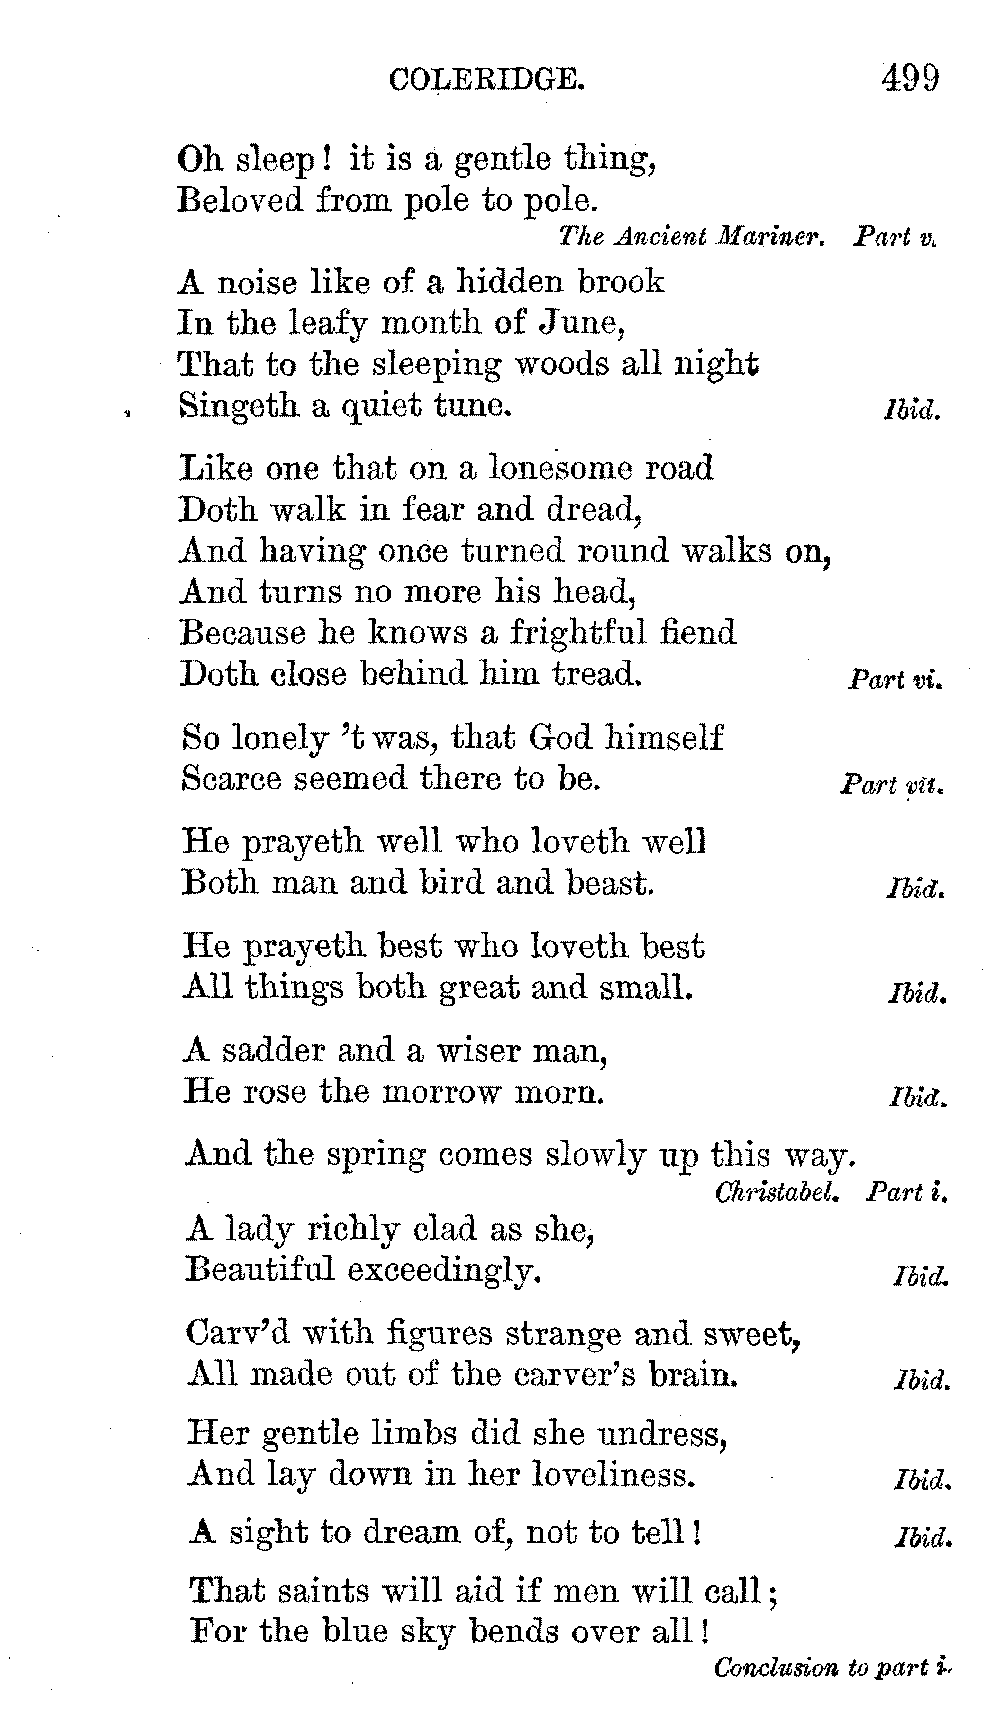 COLERIDGE. 499
Oh sleep! it is a gentle thing,
Beloved from pole to pole.
The Ancient Mariner. Part v.
A noise like of a hidden brook
In the leafy month of June,
That to the sleeping woods all night
Singeth a quiet tune. Ibid.
Like one that on a lonesome road
Doth walk in fear and dread,
And having once turned round walks on,
And turns no more his head,
Because he knows a frightful fiend
Doth close behind him tread. Part vi.
So lonely 't was, that God himself
Scarce seemed there to be. Part vii.
He prayeth well who loveth well
Both man and bird and beast. Ibid.
He prayeth best who loveth best
All things both great and small. Ibid.
A sadder and a wiser man,
He rose the morrow morn. Ibid.
And the spring comes slowly up this way.
Christabel. Part i.
A lady richly clad as she,
Beautiful exceedingly. Ibid.
Carv'd with figures strange and sweet,
All made out of the carver's brain. Ibid.
Her gentle limbs did she undress,
And lay down in her loveliness. Ibid.
A sight to dream of, not to tell! Ibid.
That saints will aid if men will call;
For the blue sky bends over all!
Conclusion to part i.